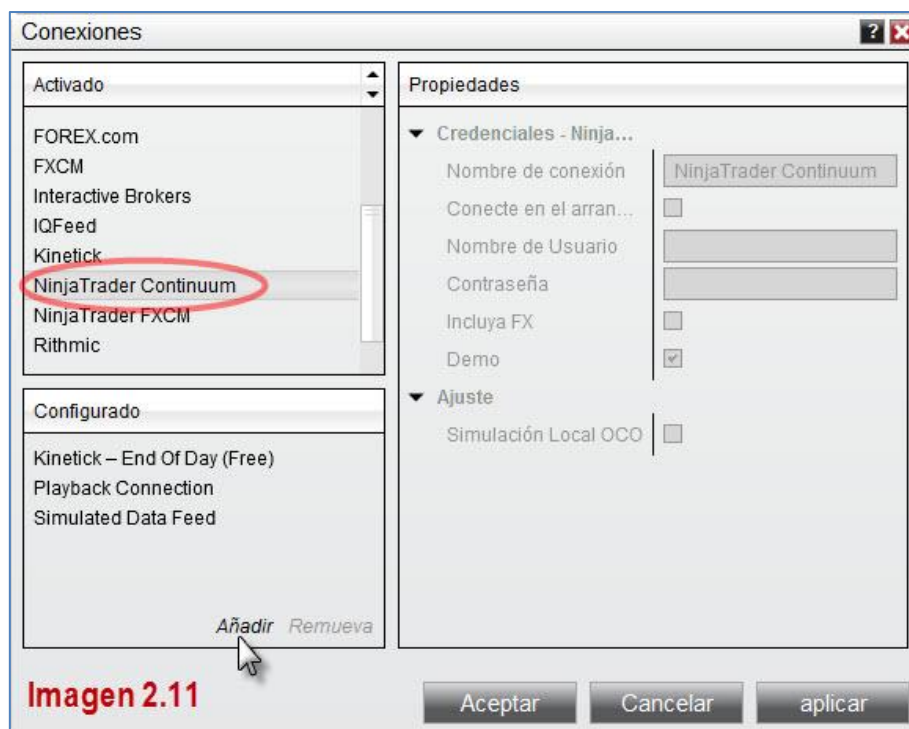 Conexiones
?
Activado
FOREX.com
FXCM
Interactive Brokers
IQFeed
Kinetick
NinjaTrader Continuum
NinjaTrader FXCM
Rithmic
Configurado
Kinetick – End Of Day (Free)
Playback Connection
Simulated Data Feed
Añadir Remueva
Propiedades
Credenciales - Ninja...
Nombre de conexión NinjaTrader Continuum
Conecte en el arran...
Nombre de Usuario
Contraseña
Incluya FX
Demo
Ajuste
Simulación Local OCO
Imagen 2.11
Aceptar Cancelar aplicar